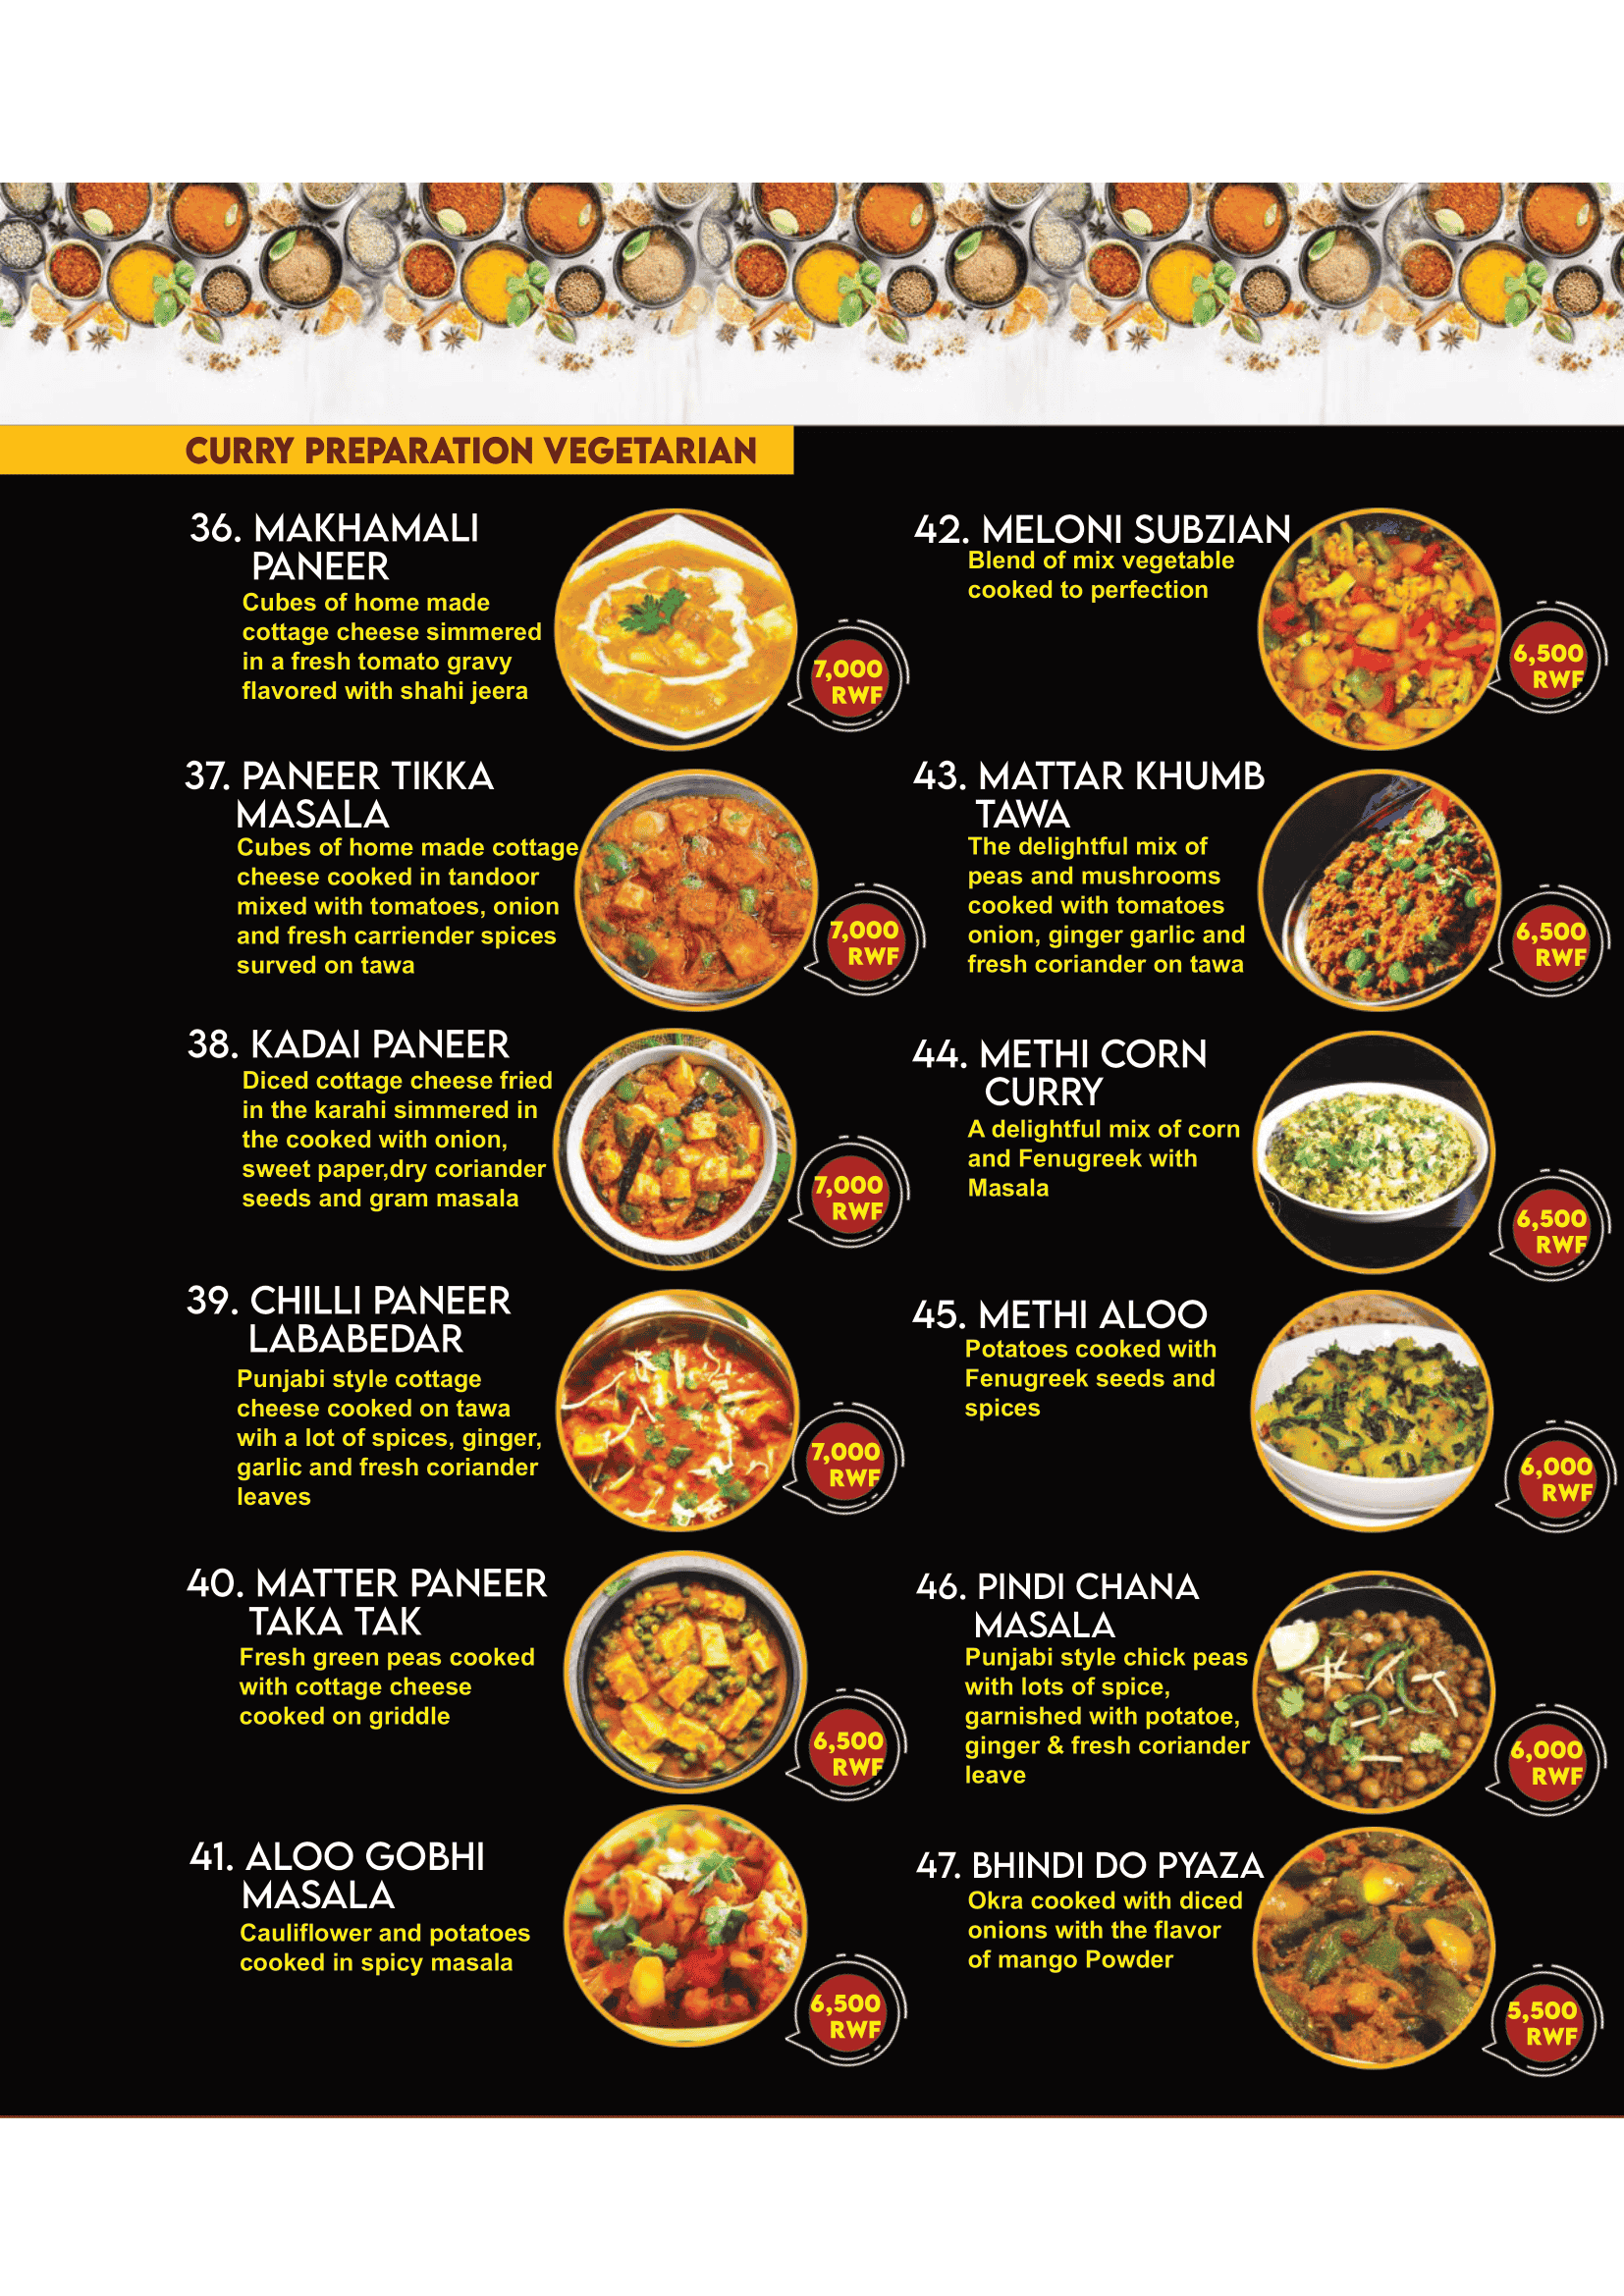 CURRY PREPARATION VEGETARIAN
36. MAKHAMALI
PANEER
Cubes of home made
cottage cheese simmered
in a fresh tomato gravy
flavored with shahi jeera
7,000
RWF
37. PANEER TIKKA
MASALA
Cubes of home made cottage
cheese cooked in tandoor
mixed with tomatoes, onion
and fresh carriender spices
surved on tawa
7,000
RWF
38. KADAI PANEER
Diced cottage cheese fried
in the karahi simmered in
the cooked with onion,
sweet paper,dry coriander
seeds and gram masala
7,000
RWF
39. CHILLI PANEER
LABABEDAR
Punjabi style cottage
cheese cooked on tawa
wih a lot of spices, ginger,
garlic and fresh coriander
leaves
7,000
RWF
40. MATTER PANEER
TAKA TAK
Fresh green peas cooked
with cottage cheese
cooked on griddle
6,500
RWF
41. ALOO GOBHI
MASALA
Cauliflower and potatoes
cooked in spicy masala
6,500
RWF
42. MELONI SUBZIAN
Blend of mix vegetable
cooked to perfection
6,500
RWF
43. MATTAR KHUMB
TAWA
The delightful mix of
peas and mushrooms
cooked with tomatoes
onion, ginger garlic and
fresh coriander on tawa
6,500
RWF
44. METHI CORN
CURRY
A delightful mix of corn
and Fenugreek with
Masala
6,500
RWF
45. METHI ALOO
Potatoes cooked with
Fenugreek seeds and
spices
6,000
RWF
46. PINDI CHANA
MASALA
Punjabi style chick peas
with lots of spice,
garnished with potatoe,
ginger & fresh coriander
leave
6,000
RWF
47. BHINDI DO PYAZA
Okra cooked with diced
onions with the flavor
of mango Powder
5,500
RWF